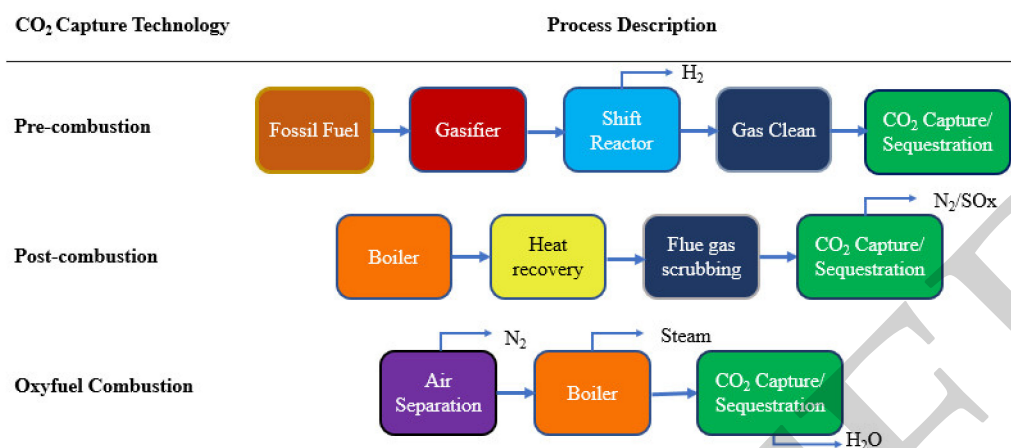 CO₂ Capture Technology
Process Description
H₂
Pre-combustion
Fossil Fuel
Gasifier
Shift
Reactor
Gas Clean
CO₂ Capture/
Sequestration
N₂/SOx
Post-combustion
Boiler
Heat
recovery
Flue gas
scrubbing
CO₂ Capture/
Sequestration
N₂
Steam
Oxyfuel Combustion
Air
Separation
Boiler
CO₂ Capture/
Sequestration
H₂O